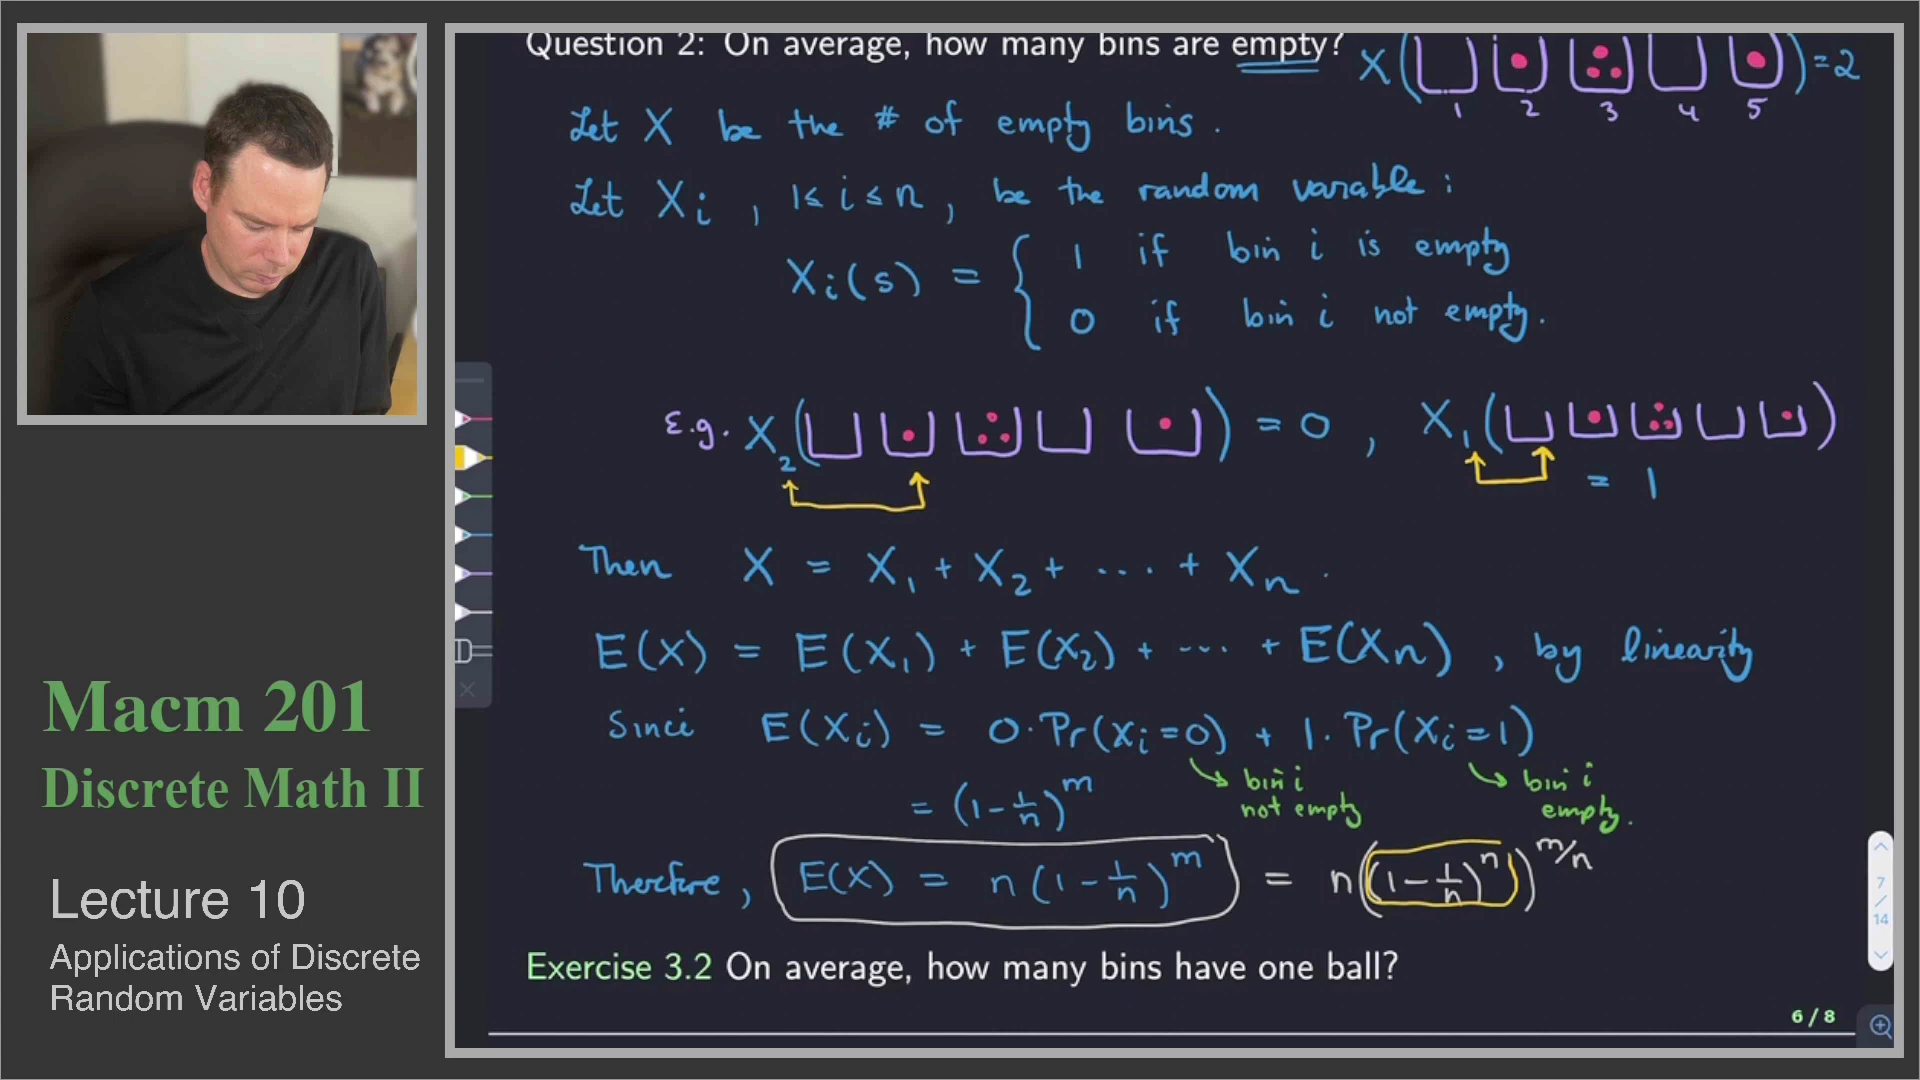 Question 2: On average, how many bins are empty?
X( 1 2 3 4 5 ) = 2
Let X be the # of empty bins.
Let Xᵢ, 1 ≤ i ≤ n, be the random variable:
Xᵢ(s) = { 1 if bin i is empty
0 if bin i not empty.
E.g. X₂( ) = 0, X₁( )
= 1
Then X = X₁ + X₂ + ... + Xₙ.
E(X) = E(X₁) + E(X₂) + ... + E(Xₙ), by linearity
Since E(Xᵢ) = 0·Pr(Xᵢ=0) + 1·Pr(Xᵢ=1)
bin i not empty
bin i empty.
= (1 - 1/n)^m
Therefore, E(X) = n(1 - 1/n)^m = n((1 - 1/n)^n)^(m/n)
Exercise 3.2 On average, how many bins have one ball?
6 / 8
7
/
14
Macm 201
Discrete Math II
Lecture 10
Applications of Discrete
Random Variables